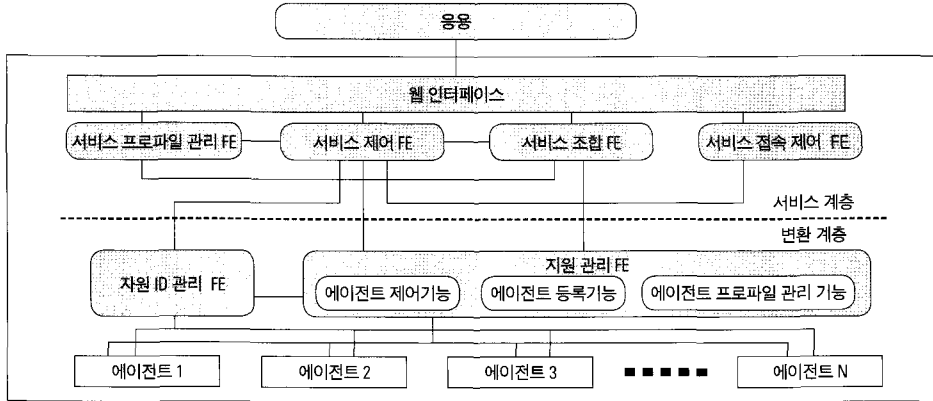 응용
웹 인터페이스
서비스 프로파일 관리 FE
서비스 제어 FE
서비스 조합 FE
서비스 접속 제어 FE
서비스 계층
변환 계층
자원 ID 관리 FE
지원 관리 FE
에이전트 제어기능
에이전트 등록기능
에이전트 프로파일 관리 기능
에이전트 1
에이전트 2
에이전트 3
에이전트 N